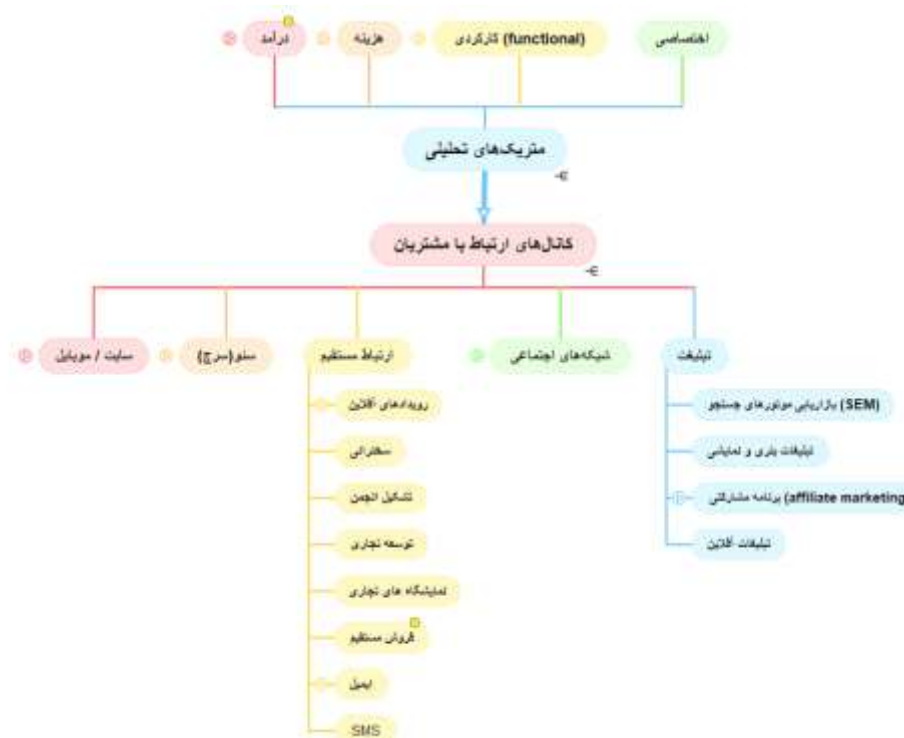 اختصاصی
(functional) کارکردی
هزینه
درآمد
متریک‌های تحلیلی
کانال‌های ارتباط با مشتریان
تبلیغات
شبکه‌های اجتماعی
ارتباط مستقیم
سئو(سرچ)
سایت / موبایل
(SEM) بازاریابی موتورهای جستجو
تبلیغات بنری و نمایشی
(affiliate marketing برنامه مشارکتی
تبلیغات آفلاین
رویدادهای آفلاین
سخنرانی
تشکیل انجمن
توسعه تجاری
نمایشگاه های تجاری
فروش مستقیم
ایمیل
SMS